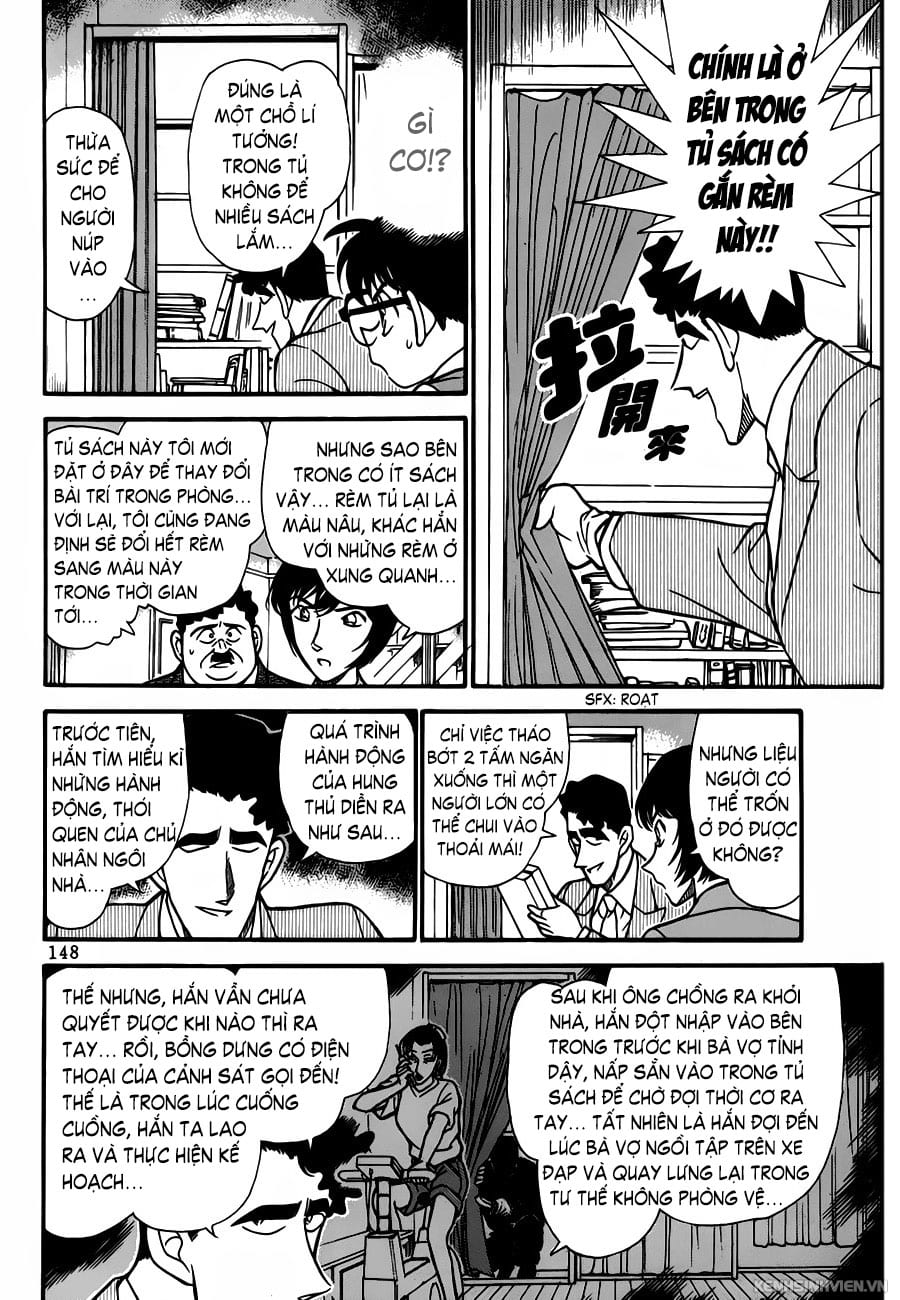 CHÍNH LÀ Ở
BÊN TRONG
TỦ SÁCH CÓ
GẮN RÈM
NÀY!!
拉
開
來
SFX: ROẠT
GÌ
CƠ!?
ĐÚNG LÀ
MỘT CHỖ LÍ
TƯỞNG!
TRONG TỦ
KHÔNG ĐỂ
NHIỀU SÁCH
LẮM...
THỪA
SỨC ĐỂ
CHO
NGƯỜI
NÚP
VÀO
...
NHƯNG SAO BÊN
TRONG CÓ ÍT SÁCH
VẬY... RÈM TỦ LẠI LÀ
MÀU NÂU, KHÁC HẲN
VỚI NHỮNG RÈM Ở
XUNG QUANH...
TỦ SÁCH NÀY TÔI MỚI
ĐẶT Ở ĐÂY ĐỂ THAY ĐỔI
BÀI TRÍ TRONG PHÒNG...
VỚI LẠI, TÔI CŨNG ĐANG
ĐỊNH SẼ ĐỔI HẾT RÈM
SANG MÀU NÀY
TRONG THỜI GIAN
TỚI...
NHƯNG LIỆU
NGƯỜI CÓ
THỂ TRỐN
Ở ĐÓ ĐƯỢC
KHÔNG?
CHỈ VIỆC THÁO
BỚT 2 TẤM NGĂN
XUỐNG THÌ MỘT
NGƯỜI LỚN CÓ
THỂ CHUI VÀO
THOẢI MÁI!
QUÁ TRÌNH
HÀNH ĐỘNG
CỦA HUNG
THỦ DIỄN RA
NHƯ SAU...
TRƯỚC TIÊN,
HẮN TÌM HIỂU KĨ
NHỮNG HÀNH
ĐỘNG, THÓI
QUEN CỦA CHỦ
NHÂN NGÔI
NHÀ...
148
SAU KHI ÔNG CHỒNG RA KHỎI
NHÀ, HẮN ĐỘT NHẬP VÀO BÊN
TRONG TRƯỚC KHI BÀ VỢ TỈNH
DẬY, NẤP SẴN VÀO TRONG TỦ
SÁCH ĐỂ CHỜ ĐỢI THỜI CƠ RA
TAY... TẤT NHIÊN LÀ HẮN ĐỢI ĐẾN
LÚC BÀ VỢ NGỒI TẬP TRÊN XE
ĐẠP VÀ QUAY LƯNG LẠI TRONG
TƯ THẾ KHÔNG PHÒNG VỆ...
THẾ NHƯNG, HẮN VẪN CHƯA
QUYẾT ĐƯỢC KHI NÀO THÌ RA
TAY... RỒI, BỖNG DƯNG CÓ ĐIỆN
THOẠI CỦA CẢNH SÁT GỌI ĐẾN!
THẾ LÀ TRONG LÚC CUỐNG
CUỒNG, HẮN TA LAO
RA VÀ THỰC HIỆN KẾ
HOẠCH...
KENHSINHVIEN.VN